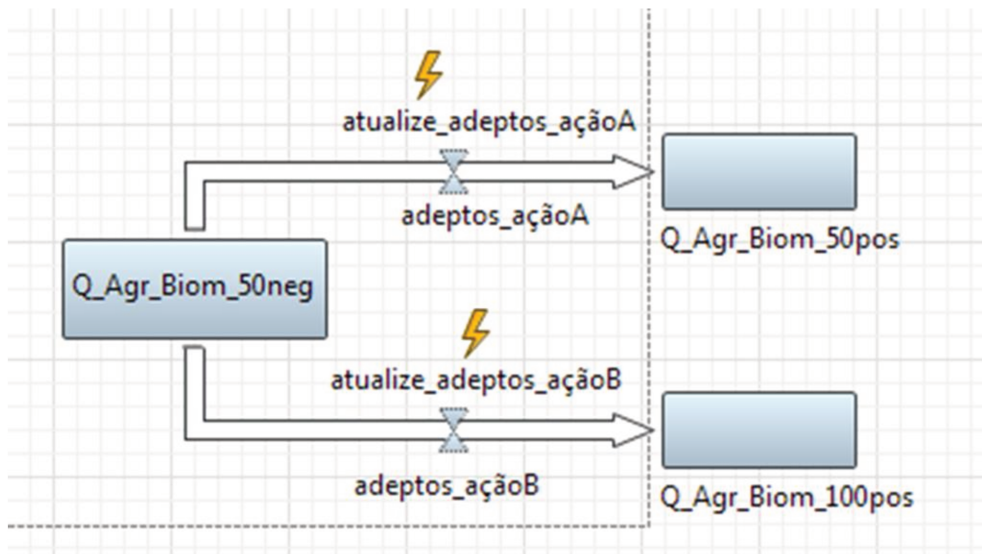 atualize_adeptos_açãoA
adeptos_açãoA
Q_Agr_Biom_50pos
Q_Agr_Biom_50neg
atualize_adeptos_açãoB
adeptos_açãoB
Q_Agr_Biom_100pos